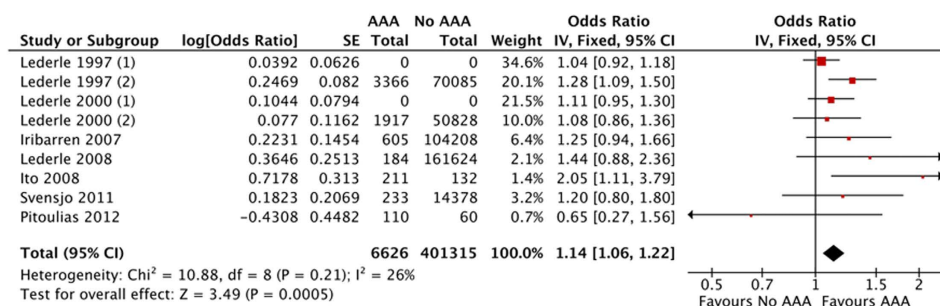 AAA No AAA Odds Ratio Odds Ratio
Study or Subgroup log[Odds Ratio] SE Total Total Weight IV, Fixed, 95% CI IV, Fixed, 95% CI
Lederle 1997 (1) 0.0392 0.0626 0 0 34.6% 1.04 [0.92, 1.18]
Lederle 1997 (2) 0.2469 0.082 3366 70085 20.1% 1.28 [1.09, 1.50]
Lederle 2000 (1) 0.1044 0.0794 0 0 21.5% 1.11 [0.95, 1.30]
Lederle 2000 (2) 0.077 0.1162 1917 50828 10.0% 1.08 [0.86, 1.36]
Iribarren 2007 0.2231 0.1454 605 104208 6.4% 1.25 [0.94, 1.66]
Lederle 2008 0.3646 0.2513 184 161624 2.1% 1.44 [0.88, 2.36]
Ito 2008 0.7178 0.313 211 132 1.4% 2.05 [1.11, 3.79]
Svensjo 2011 0.1823 0.2069 233 14378 3.2% 1.20 [0.80, 1.80]
Pitoulias 2012 −0.4308 0.4482 110 60 0.7% 0.65 [0.27, 1.56]
Total (95% CI) 6626 401315 100.0% 1.14 [1.06, 1.22]
Heterogeneity: Chi² = 10.88, df = 8 (P = 0.21); I² = 26%
Test for overall effect: Z = 3.49 (P = 0.0005)
0.5 0.7 1 1.5 2
Favours No AAA Favours AAA